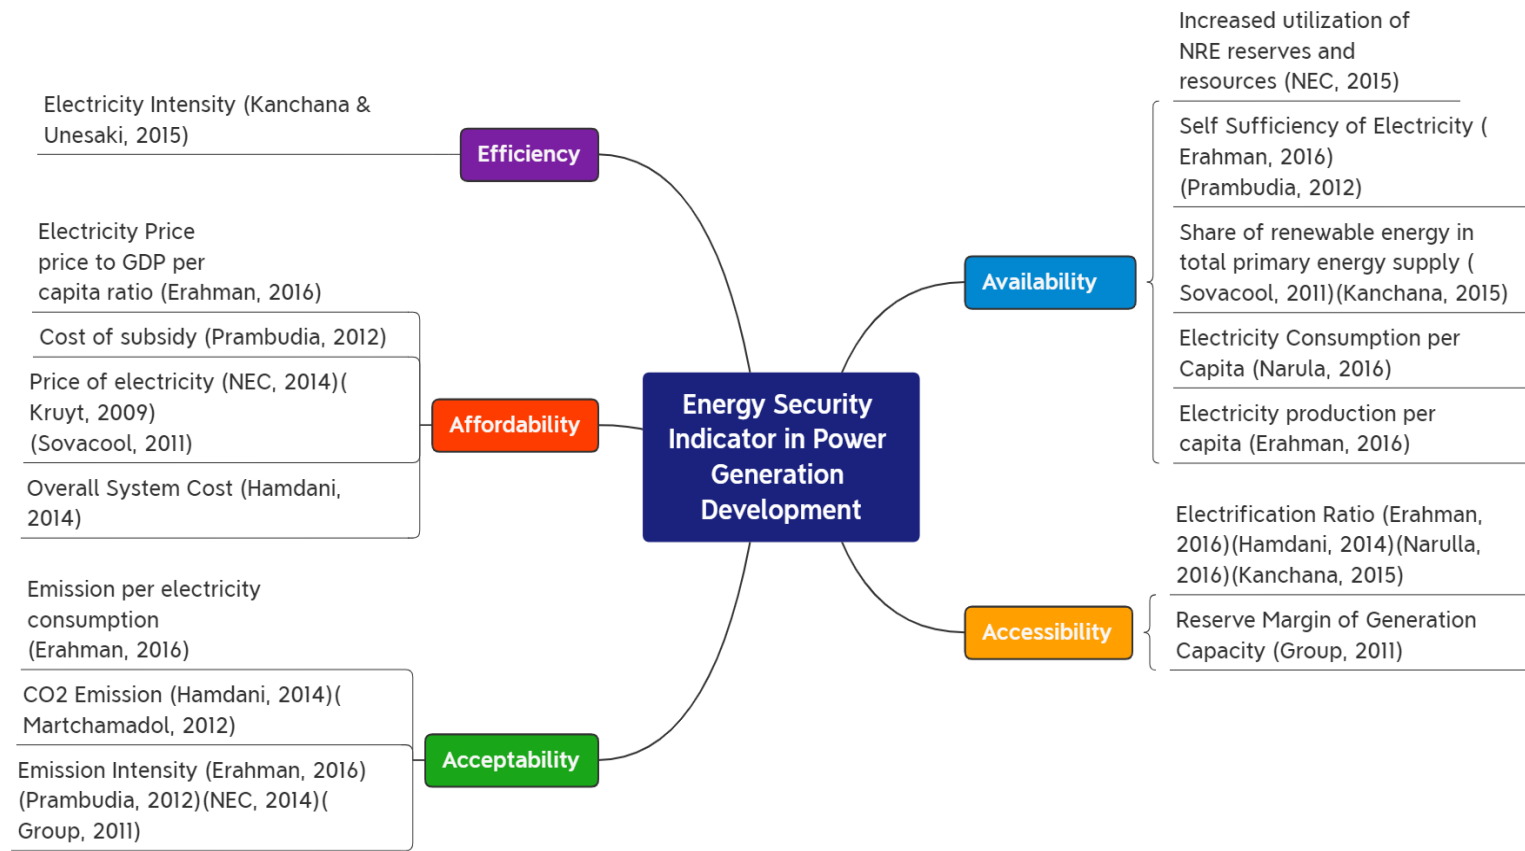 Energy Security
Indicator in Power
Generation
Development
Efficiency
Electricity Intensity (Kanchana &
Unesaki, 2015)
Affordability
Electricity Price
price to GDP per
capita ratio (Erahman, 2016)
Cost of subsidy (Prambudia, 2012)
Price of electricity (NEC, 2014)(
Kruyt, 2009)
(Sovacool, 2011)
Overall System Cost (Hamdani,
2014)
Acceptability
Emission per electricity
consumption
(Erahman, 2016)
CO2 Emission (Hamdani, 2014)(
Martchamadol, 2012)
Emission Intensity (Erahman, 2016)
(Prambudia, 2012)(NEC, 2014)(
Group, 2011)
Availability
Increased utilization of
NRE reserves and
resources (NEC, 2015)
Self Sufficiency of Electricity (
Erahman, 2016)
(Prambudia, 2012)
Share of renewable energy in
total primary energy supply (
Sovacool, 2011)(Kanchana, 2015)
Electricity Consumption per
Capita (Narula, 2016)
Electricity production per
capita (Erahman, 2016)
Accessibility
Electrification Ratio (Erahman,
2016)(Hamdani, 2014)(Narulla,
2016)(Kanchana, 2015)
Reserve Margin of Generation
Capacity (Group, 2011)